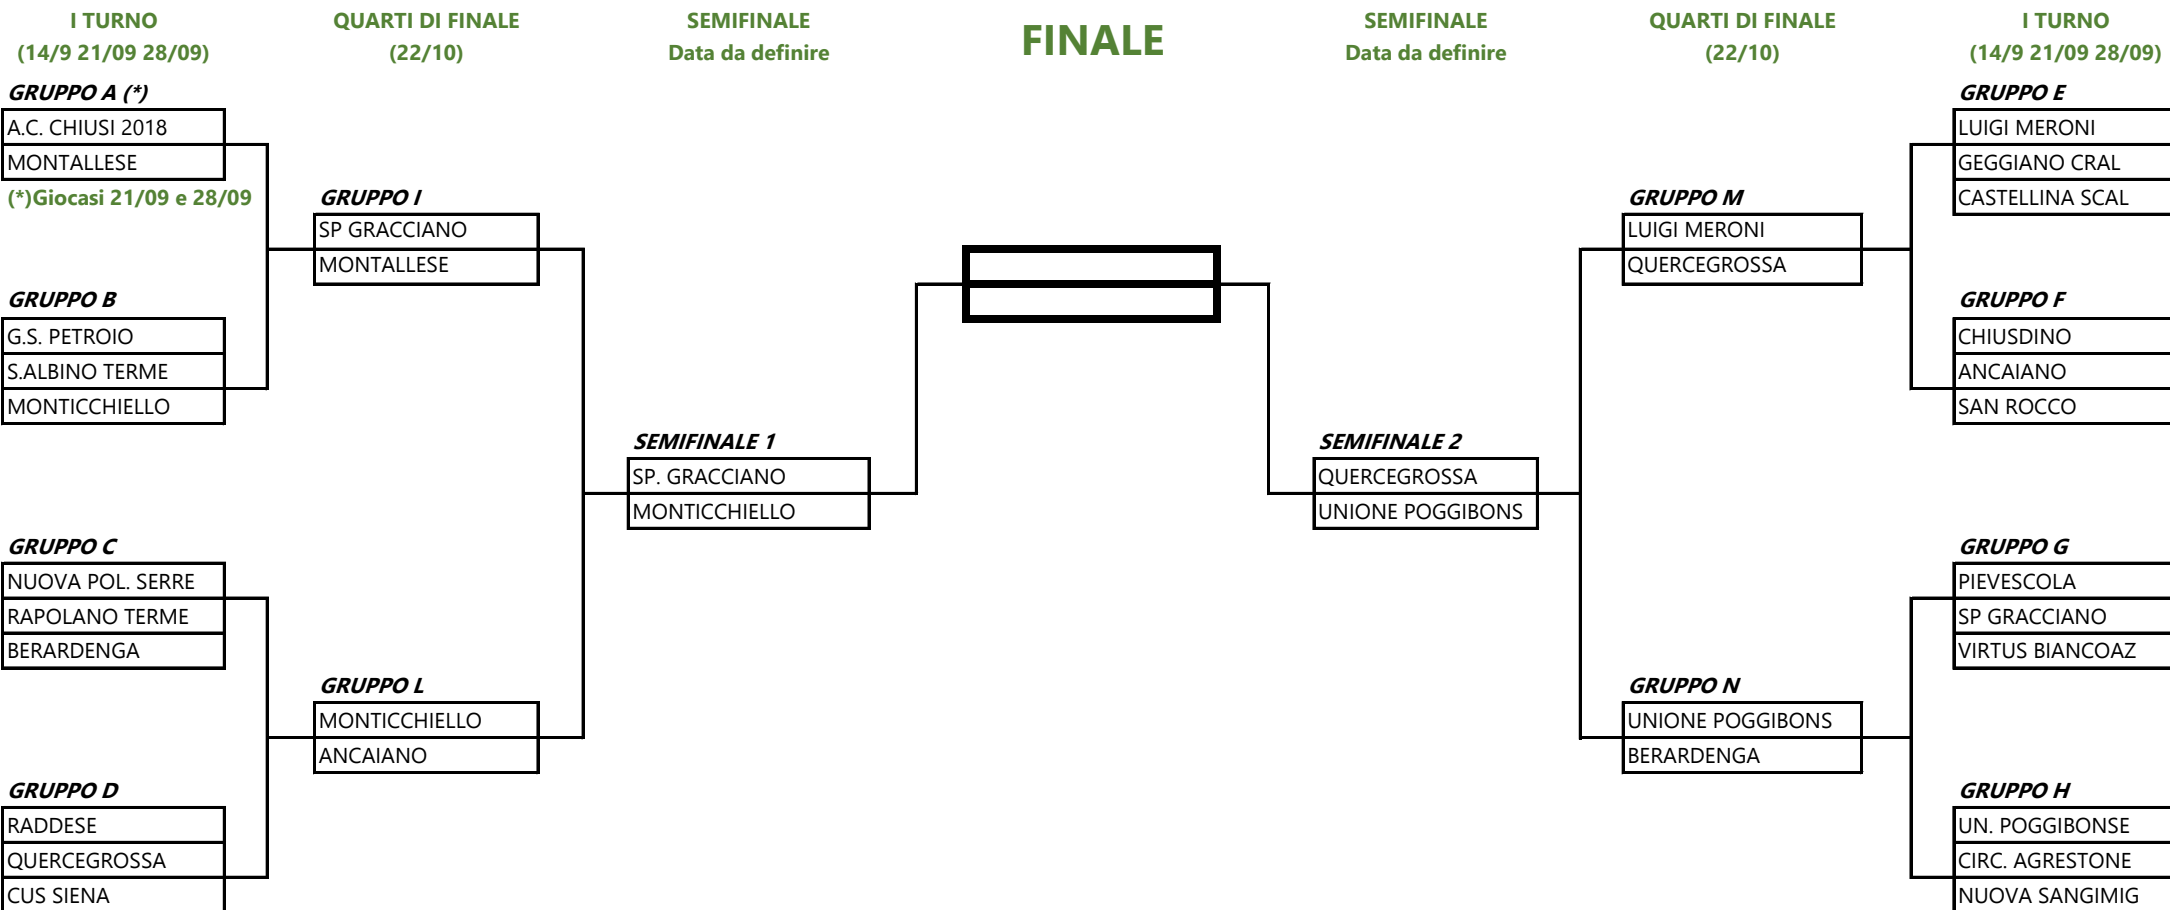 I TURNO
(14/9 21/09 28/09)
QUARTI DI FINALE
(22/10)
SEMIFINALE
Data da definire
FINALE
SEMIFINALE
Data da definire
QUARTI DI FINALE
(22/10)
I TURNO
(14/9 21/09 28/09)
GRUPPO A (*)
A.C. CHIUSI 2018
MONTALLESE
(*)Giocasi 21/09 e 28/09
GRUPPO B
G.S. PETROIO
S.ALBINO TERME
MONTICCHIELLO
GRUPPO C
NUOVA POL. SERRE
RAPOLANO TERME
BERARDENGA
GRUPPO D
RADDESE
QUERCEGROSSA
CUS SIENA
GRUPPO I
SP GRACCIANO
MONTALLESE
GRUPPO L
MONTICCHIELLO
ANCAIANO
SEMIFINALE 1
SP. GRACCIANO
MONTICCHIELLO
SEMIFINALE 2
QUERCEGROSSA
UNIONE POGGIBONS
GRUPPO M
LUIGI MERONI
QUERCEGROSSA
GRUPPO N
UNIONE POGGIBONS
BERARDENGA
GRUPPO E
LUIGI MERONI
GEGGIANO CRAL
CASTELLINA SCAL
GRUPPO F
CHIUSDINO
ANCAIANO
SAN ROCCO
GRUPPO G
PIEVESCOLA
SP GRACCIANO
VIRTUS BIANCOAZ
GRUPPO H
UN. POGGIBONSE
CIRC. AGRESTONE
NUOVA SANGIMIG